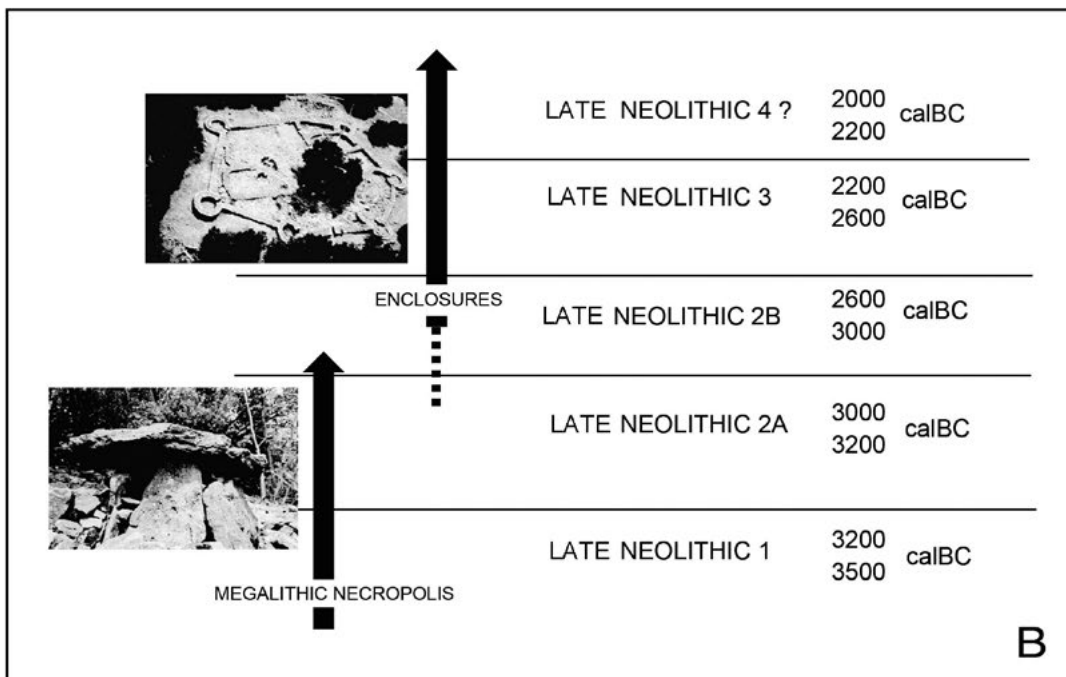 LATE NEOLITHIC 4 ?
2000
2200
calBC
LATE NEOLITHIC 3
2200
2600
calBC
ENCLOSURES
LATE NEOLITHIC 2B
2600
3000
calBC
LATE NEOLITHIC 2A
3000
3200
calBC
LATE NEOLITHIC 1
3200
3500
calBC
MEGALITHIC NECROPOLIS
B